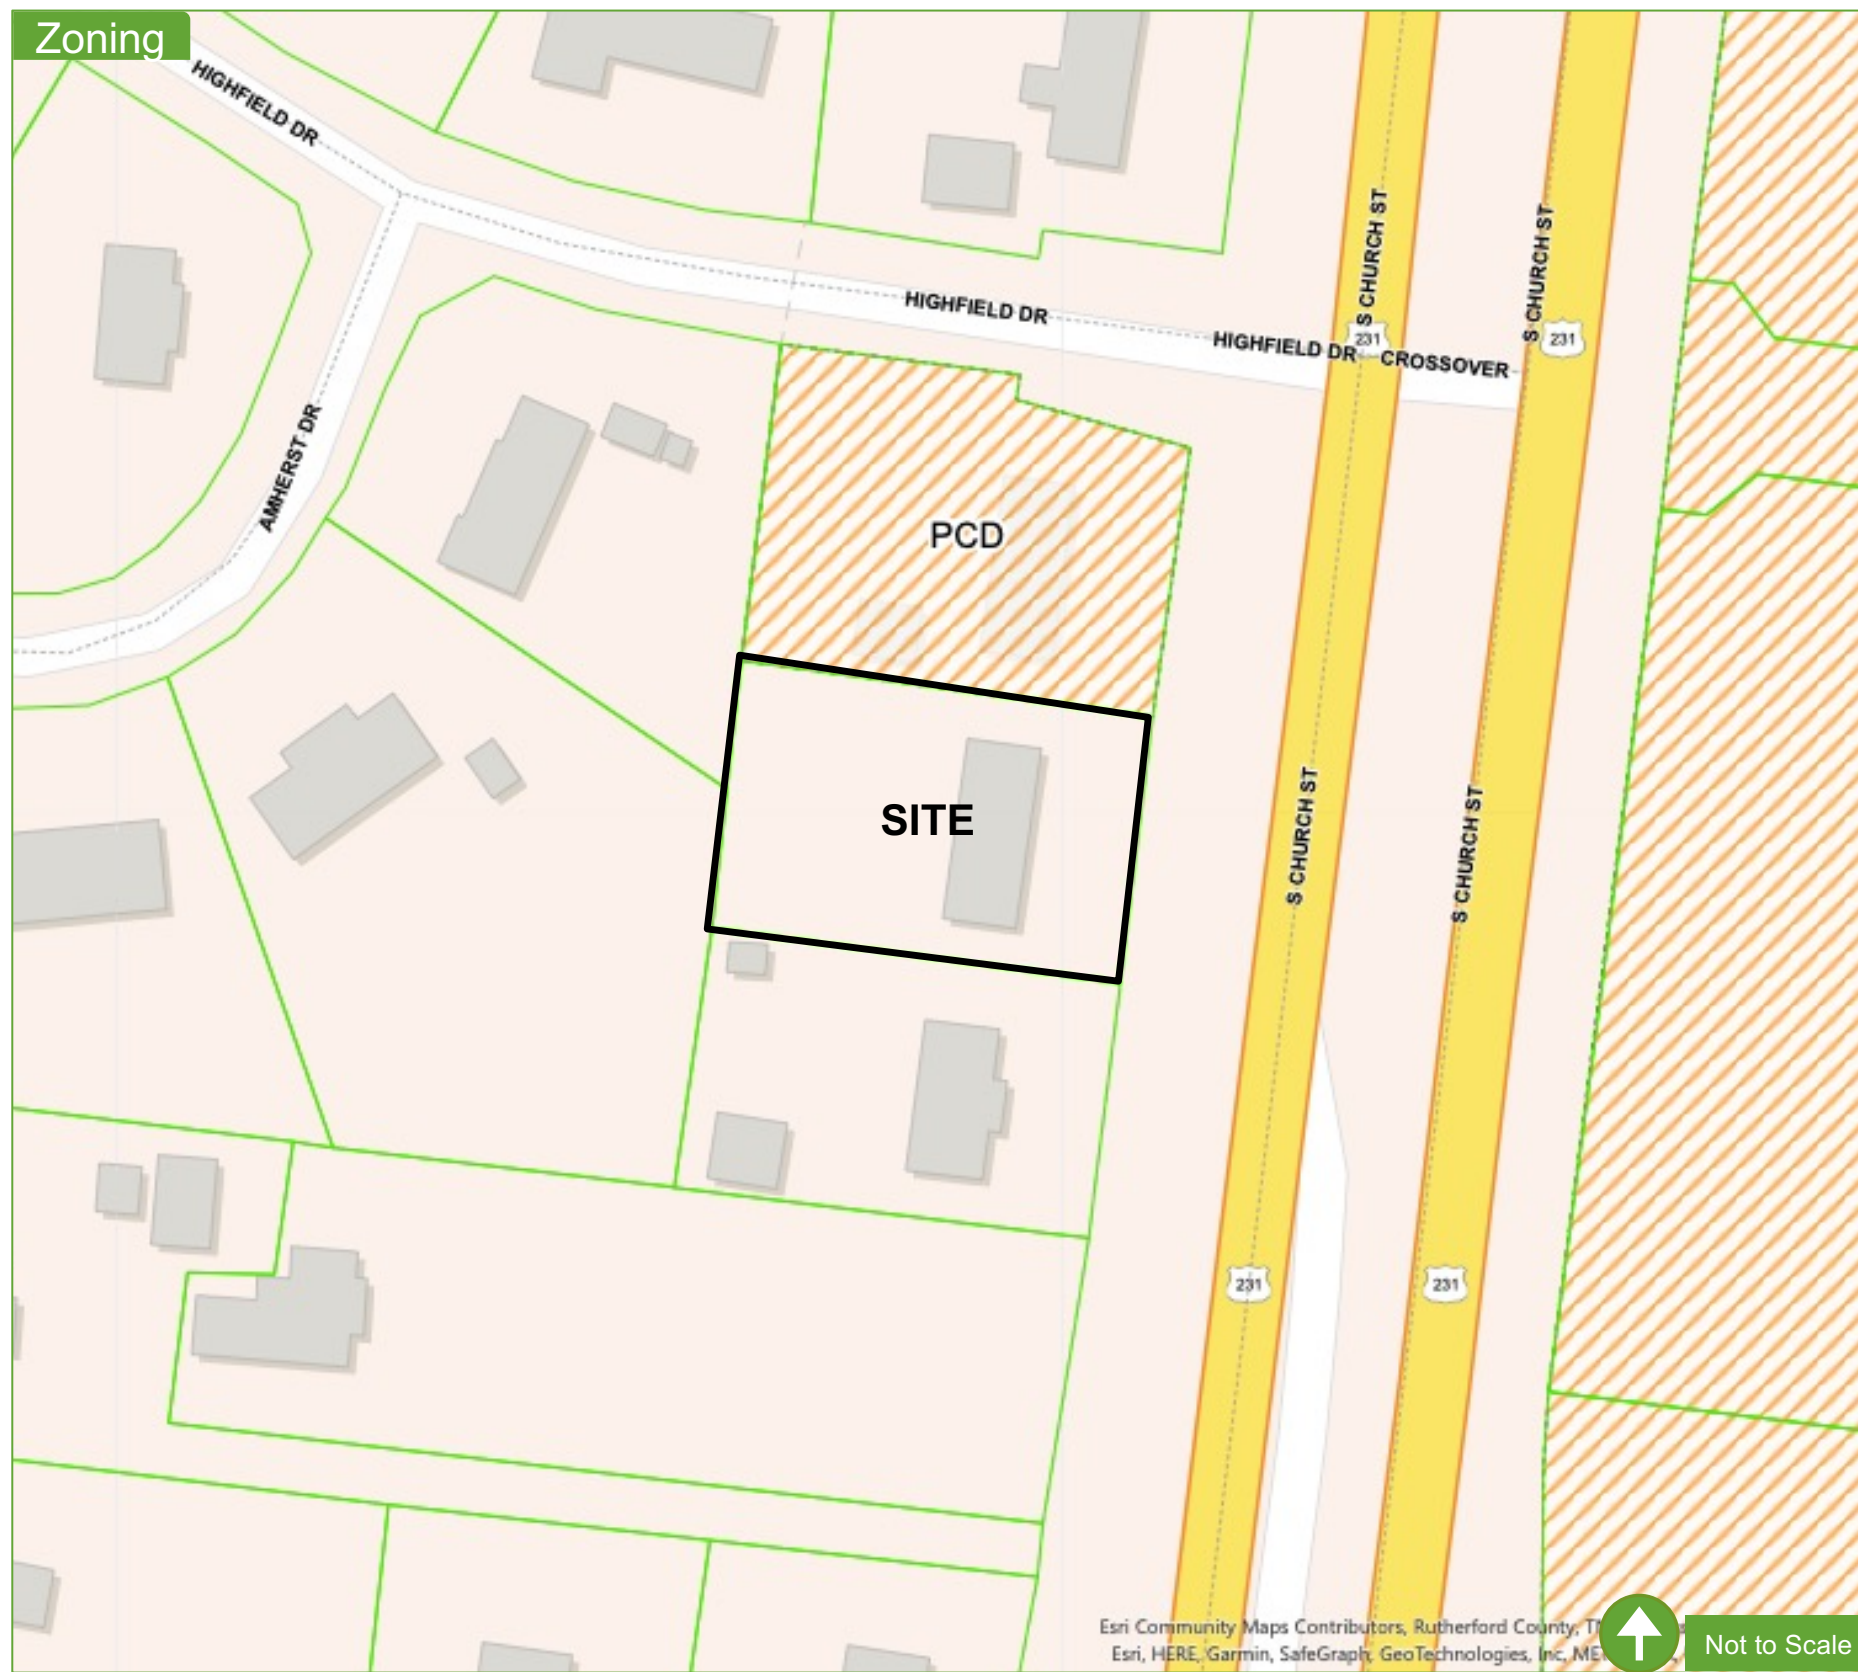 Zoning
HIGHFIELD DR
S CHURCH ST
S CHURCH ST
HIGHFIELD DR
HIGHFIELD DR
CROSSOVER
231
231
AMHERST DR
PCD
S CHURCH ST
S CHURCH ST
SITE
231
231
Esri Community Maps Contributors, Rutherford County,
Esri, HERE, Garmin, SafeGraph, GeoTechnologies, Inc,
Not to Scale